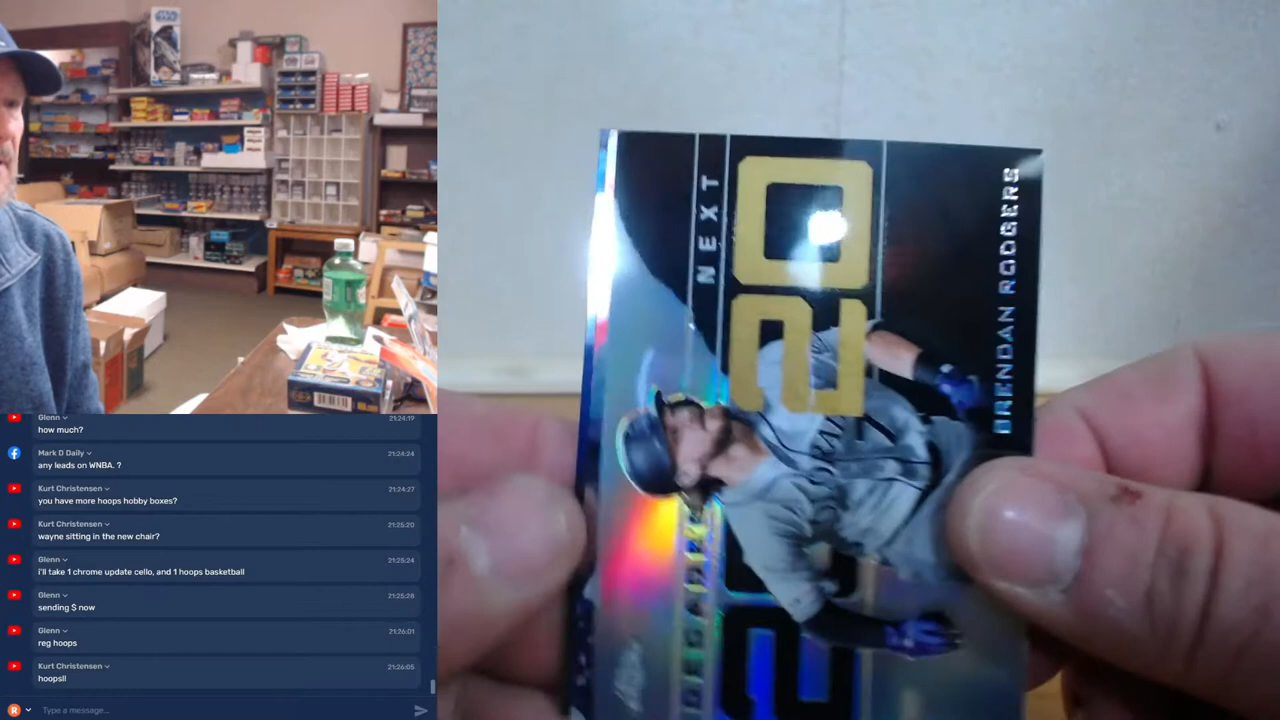 Glenn
21:24:19
how much?
Mark D Daily
21:24:24
any leads on WNBA. ?
Kurt Christensen
21:24:27
you have more hoops hobby boxes?
Kurt Christensen
21:25:20
wayne sitting in the new chair?
Glenn
21:25:24
i'll take 1 chrome update cello, and 1 hoops basketball
Glenn
21:25:28
sending $ now
Glenn
21:26:01
reg hoops
Kurt Christensen
21:26:05
hoopsII
R
Type a message...
NEXT
20
BRENDAN RODGERS